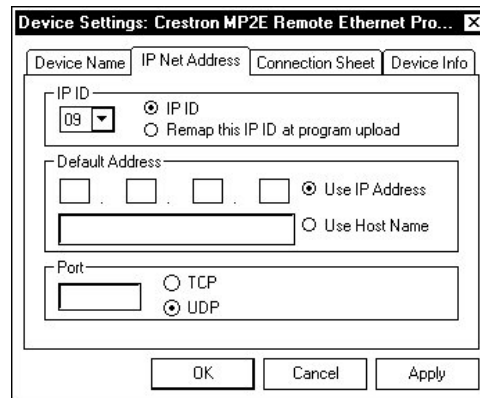 Device Settings: Crestron MP2E Remote Ethernet Pro...
Device Name IP Net Address Connection Sheet Device Info
IP ID
09
IP ID
Remap this IP ID at program upload
Default Address
. . . Use IP Address
Use Host Name
Port
TCP
UDP
OK Cancel Apply